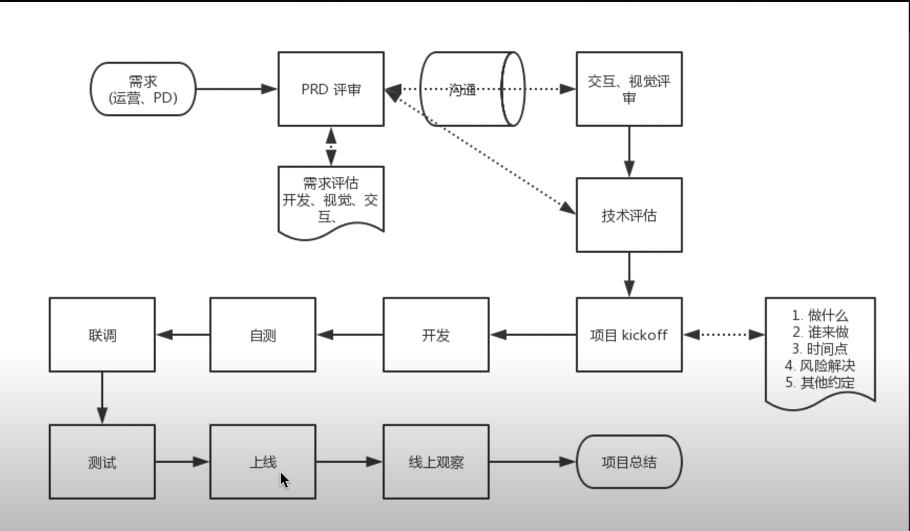 需求
(运营、PD)
PRD 评审
沟通
交互、视觉评
审
需求评估
开发、视觉、交
互、
技术评估
联调
自测
开发
项目 kickoff
1. 做什么
2. 谁来做
3. 时间点
4. 风险解决
5. 其他约定
测试
上线
线上观察
项目总结